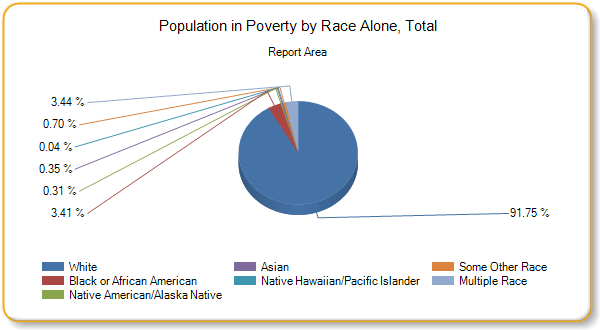 Population in Poverty by Race Alone, Total
Report Area
3.44 %
0.70 %
0.04 %
0.35 %
0.31 %
3.41 %
91.75 %
White
Asian
Some Other Race
Black or African American
Native Hawaiian/Pacific Islander
Multiple Race
Native American/Alaska Native